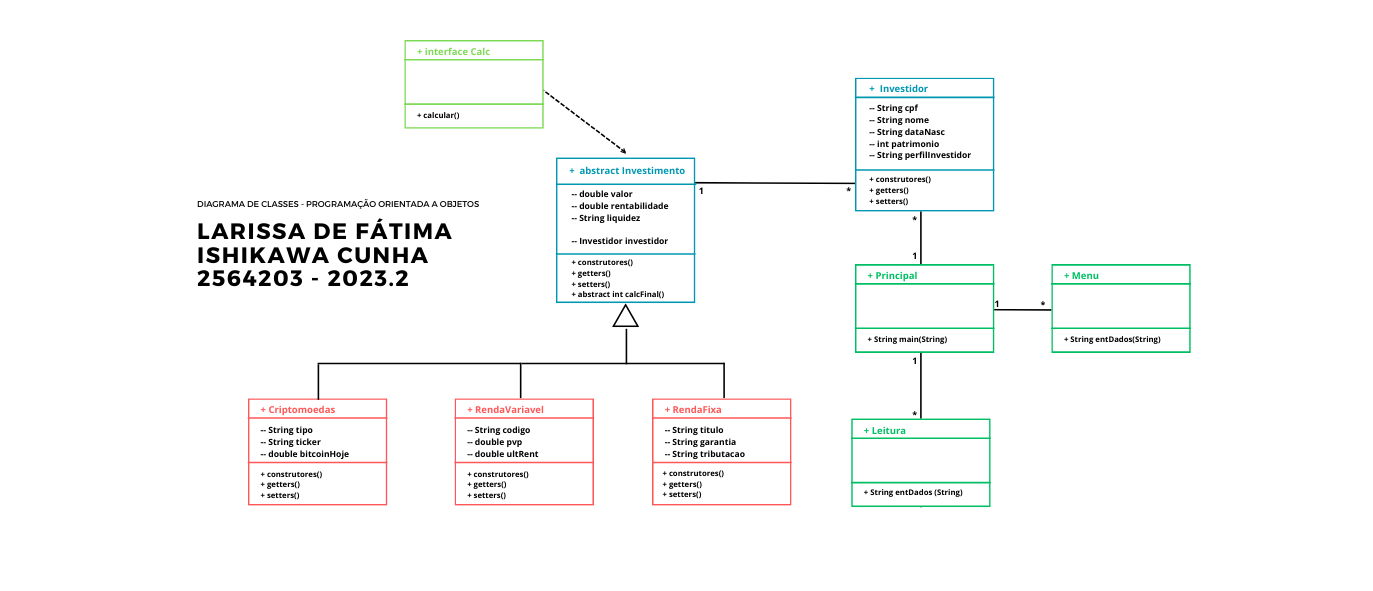 + interface Calc
+ calcular()
+ Investidor
-- String cpf
-- String nome
-- String dataNasc
-- int patrimonio
-- String perfilInvestidor
+ construtores()
+ getters()
+ setters()
+ abstract Investimento
-- double valor
-- double rentabilidade
-- String liquidez
-- Investidor investidor
+ construtores()
+ getters()
+ setters()
+ abstract int calcFinal()
1
*
DIAGRAMA DE CLASSES - PROGRAMAÇÃO ORIENTADA A OBJETOS
LARISSA DE FÁTIMA
ISHIKAWA CUNHA
2564203 - 2023.2
*
1
+ Principal
+ String main(String)
1
*
+ Menu
+ String entDados(String)
1
*
+ Criptomoedas
-- String tipo
-- String ticker
-- double bitcoinHoje
+ construtores()
+ getters()
+ setters()
+ RendaVariavel
-- String codigo
-- double pvp
-- double ultRent
+ construtores()
+ getters()
+ setters()
+ RendaFixa
-- String titulo
-- String garantia
-- String tributacao
+ construtores()
+ getters()
+ setters()
+ Leitura
+ String entDados (String)